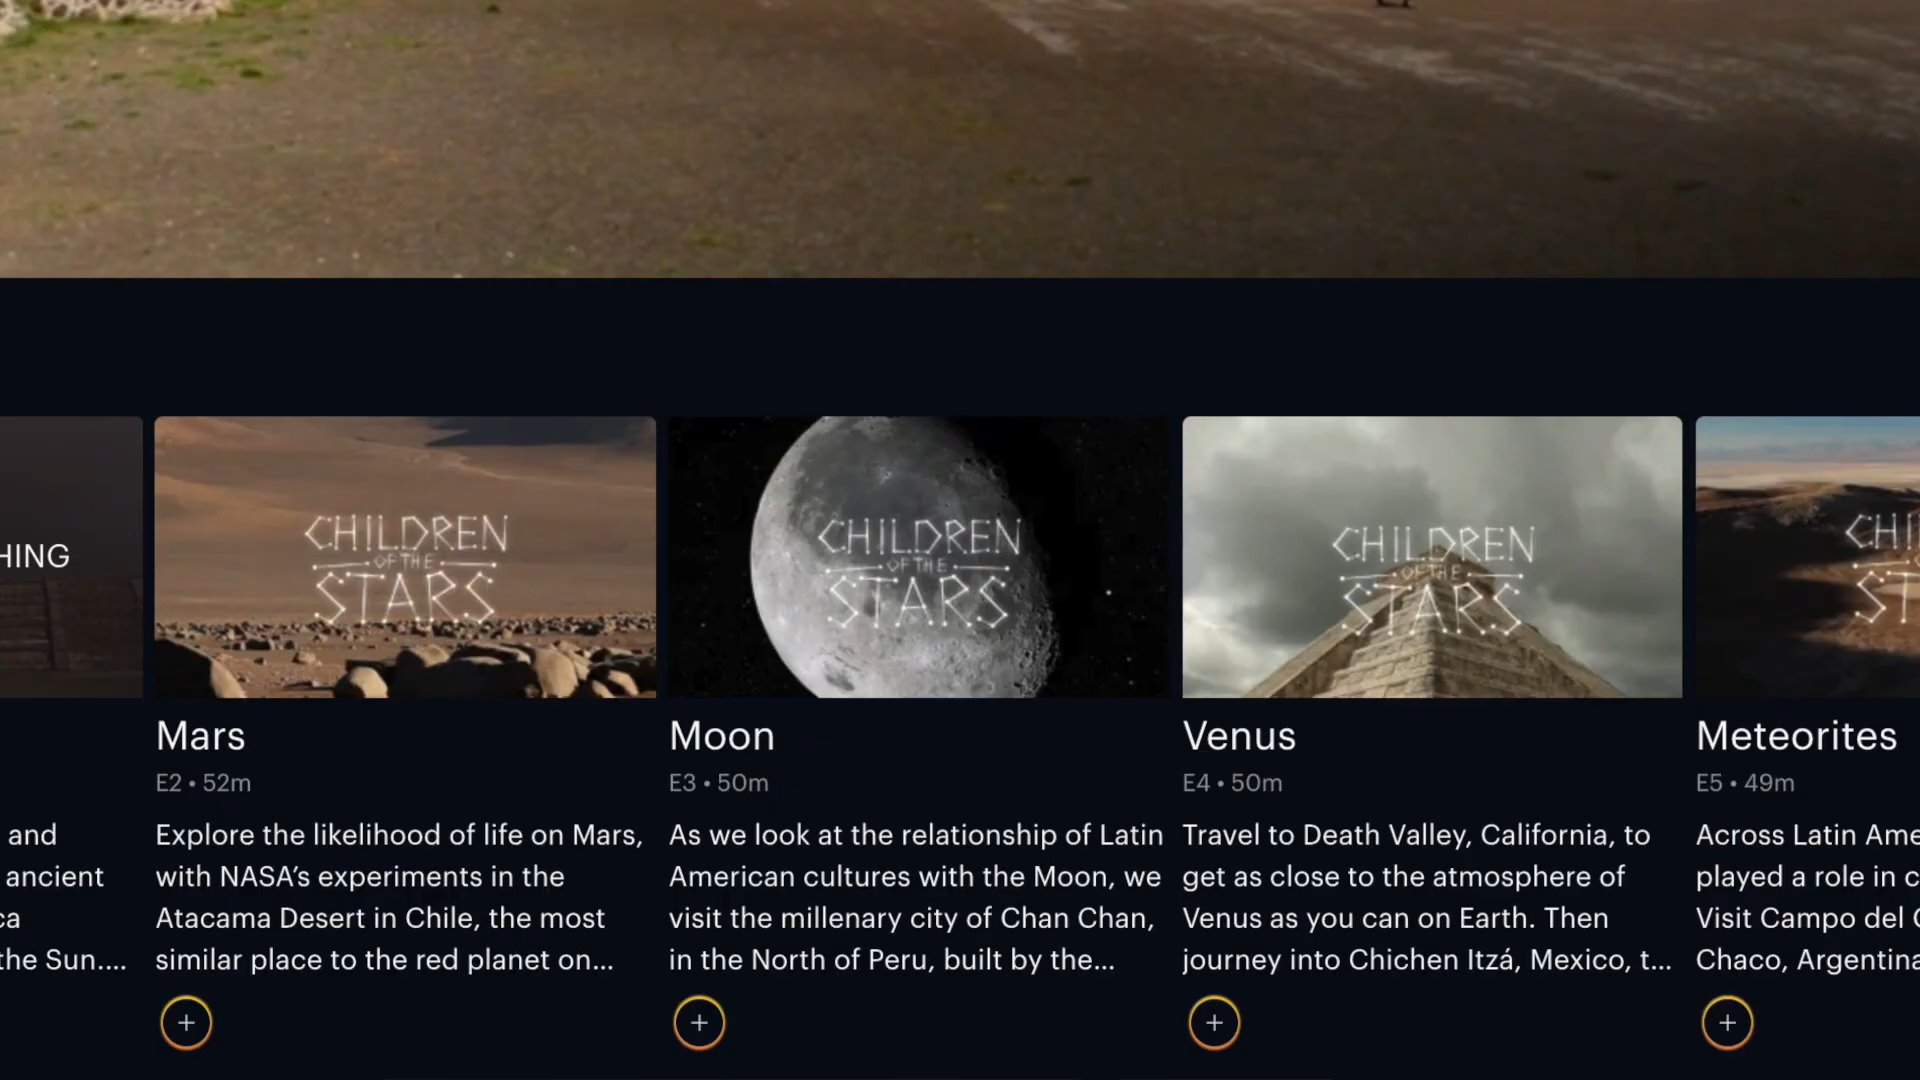 HING
and
ancient
ca
the Sun....
CHILDREN
OF THE
STARS
Mars
E2 • 52m
Explore the likelihood of life on Mars,
with NASA’s experiments in the
Atacama Desert in Chile, the most
similar place to the red planet on...
CHILDREN
OF THE
STARS
Moon
E3 • 50m
As we look at the relationship of Latin
American cultures with the Moon, we
visit the millenary city of Chan Chan,
in the North of Peru, built by the...
CHILDREN
OF THE
STARS
Venus
E4 • 50m
Travel to Death Valley, California, to
get as close to the atmosphere of
Venus as you can on Earth. Then
journey into Chichen Itzá, Mexico, t...
CHI
ST
Meteorites
E5 • 49m
Across Latin Ame
played a role in c
Visit Campo del
Chaco, Argentina